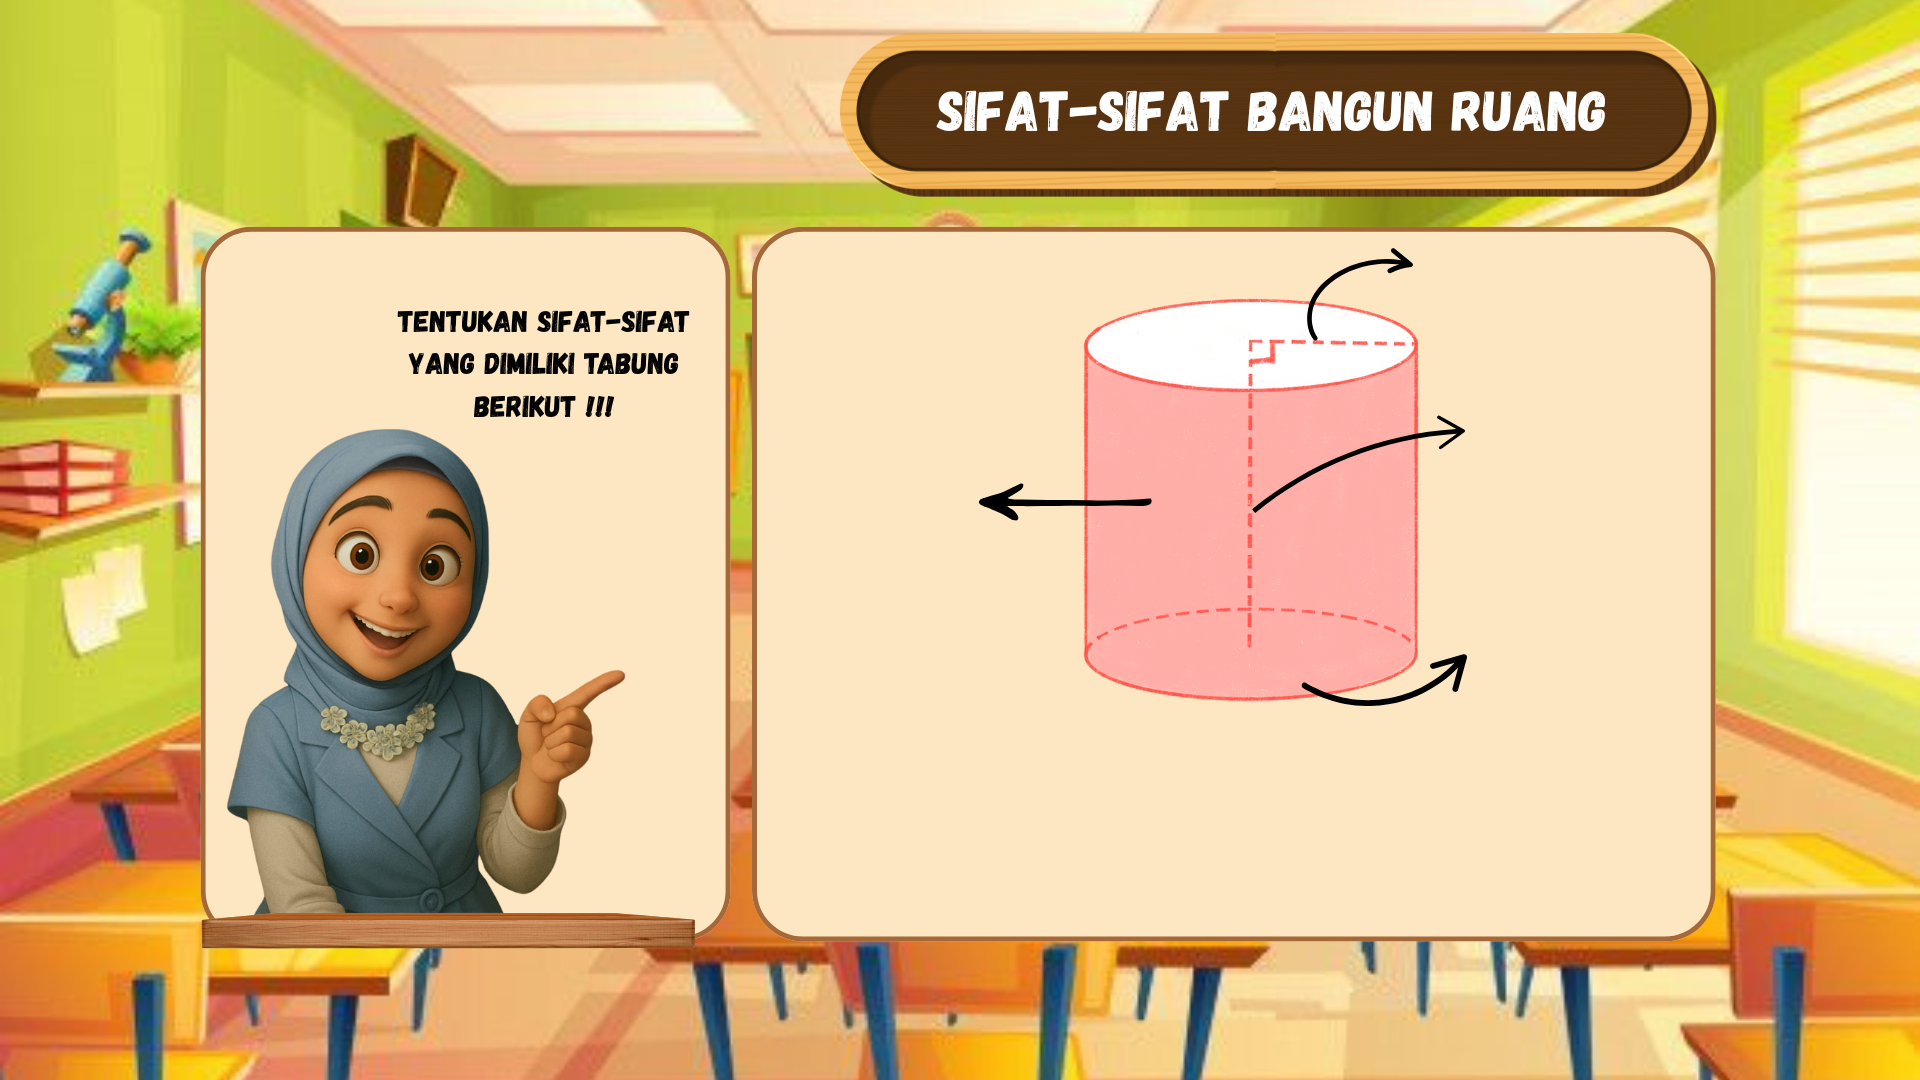 SIFAT-SIFAT BANGUN RUANG
TENTUKAN SIFAT-SIFAT
YANG DIMILIKI TABUNG
BERIKUT !!!